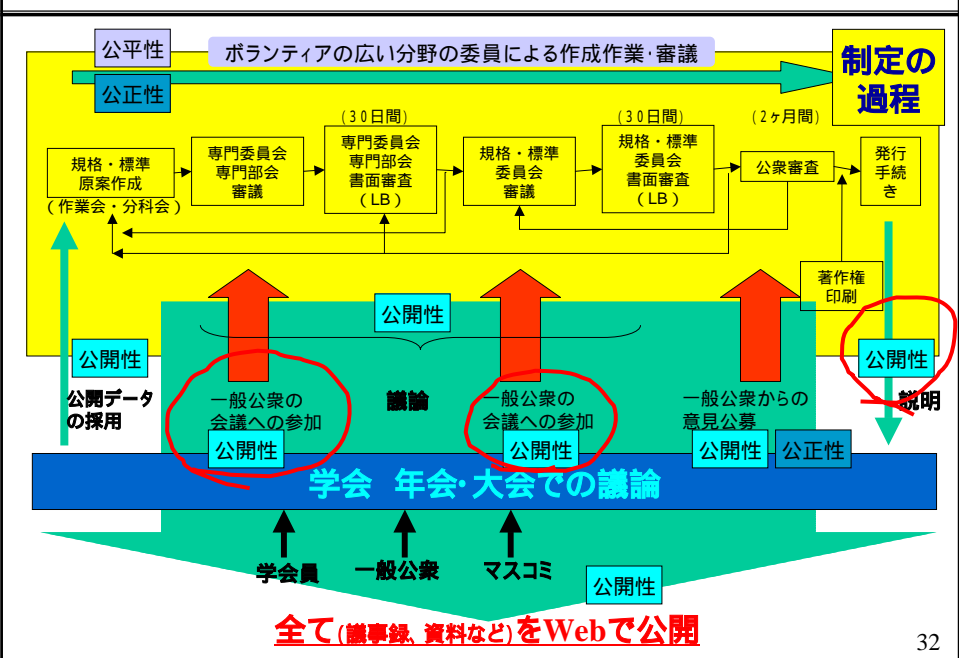 公平性
ボランティアの広い分野の委員による作成作業・審議
公正性
制定の
過程
規格・標準
原案作成
（作業会・分科会）
専門委員会
専門部会
審議
（30日間）
専門委員会
専門部会
書面審査
（LB）
規格・標準
委員会
審議
（30日間）
規格・標準
委員会
書面審査
（LB）
（2ヶ月間）
公衆審査
発行
手続
き
著作権
印刷
公開性
公開性
公開データ
の採用
一般公衆の
会議への参加
公開性
議論
一般公衆の
会議への参加
公開性
一般公衆からの
意見公募
公開性
公正性
公開性
説明
学会 年会・大会での議論
学会員
一般公衆
マスコミ
公開性
全て(議事録、資料など)をWebで公開
32